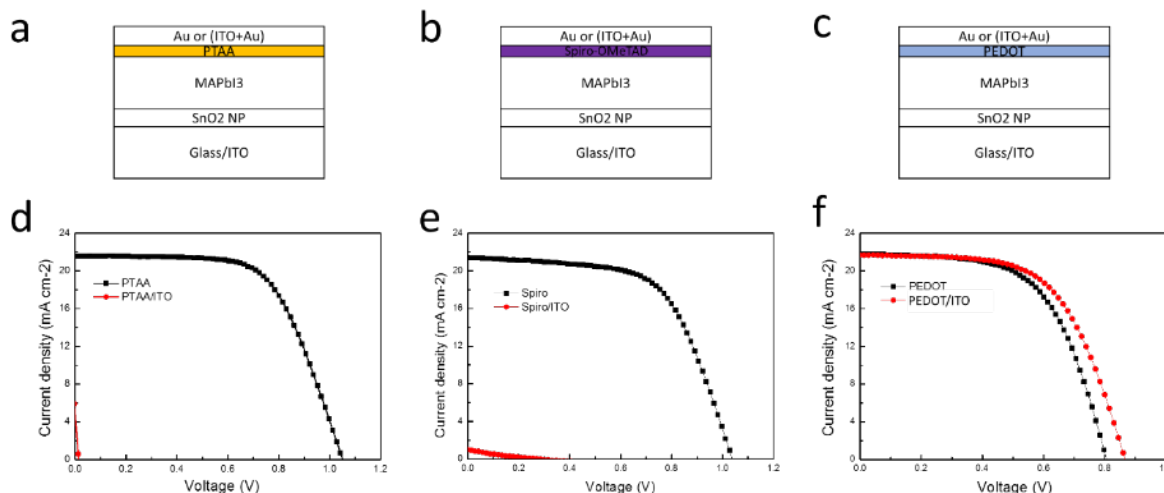 a
Au or (ITO+Au)
PTAA
MAPbI3
SnO2 NP
Glass/ITO
b
Au or (ITO+Au)
Spiro-OMeTAD
MAPbI3
SnO2 NP
Glass/ITO
c
Au or (ITO+Au)
PEDOT
MAPbI3
SnO2 NP
Glass/ITO
d
Current density (mA cm-2)
24
20
16
12
8
4
0
PTAA
PTAA/ITO
0.0 0.2 0.4 0.6 0.8 1.0 1.2
Voltage (V)
e
Current density (mA cm-2)
24
20
16
12
8
4
0
Spiro
Spiro/ITO
0.0 0.2 0.4 0.6 0.8 1.0 1.2
Voltage (V)
f
Current density (mA cm-2)
24
20
16
12
8
4
0
PEDOT
PEDOT/ITO
0.0 0.2 0.4 0.6 0.8
Voltage (V)